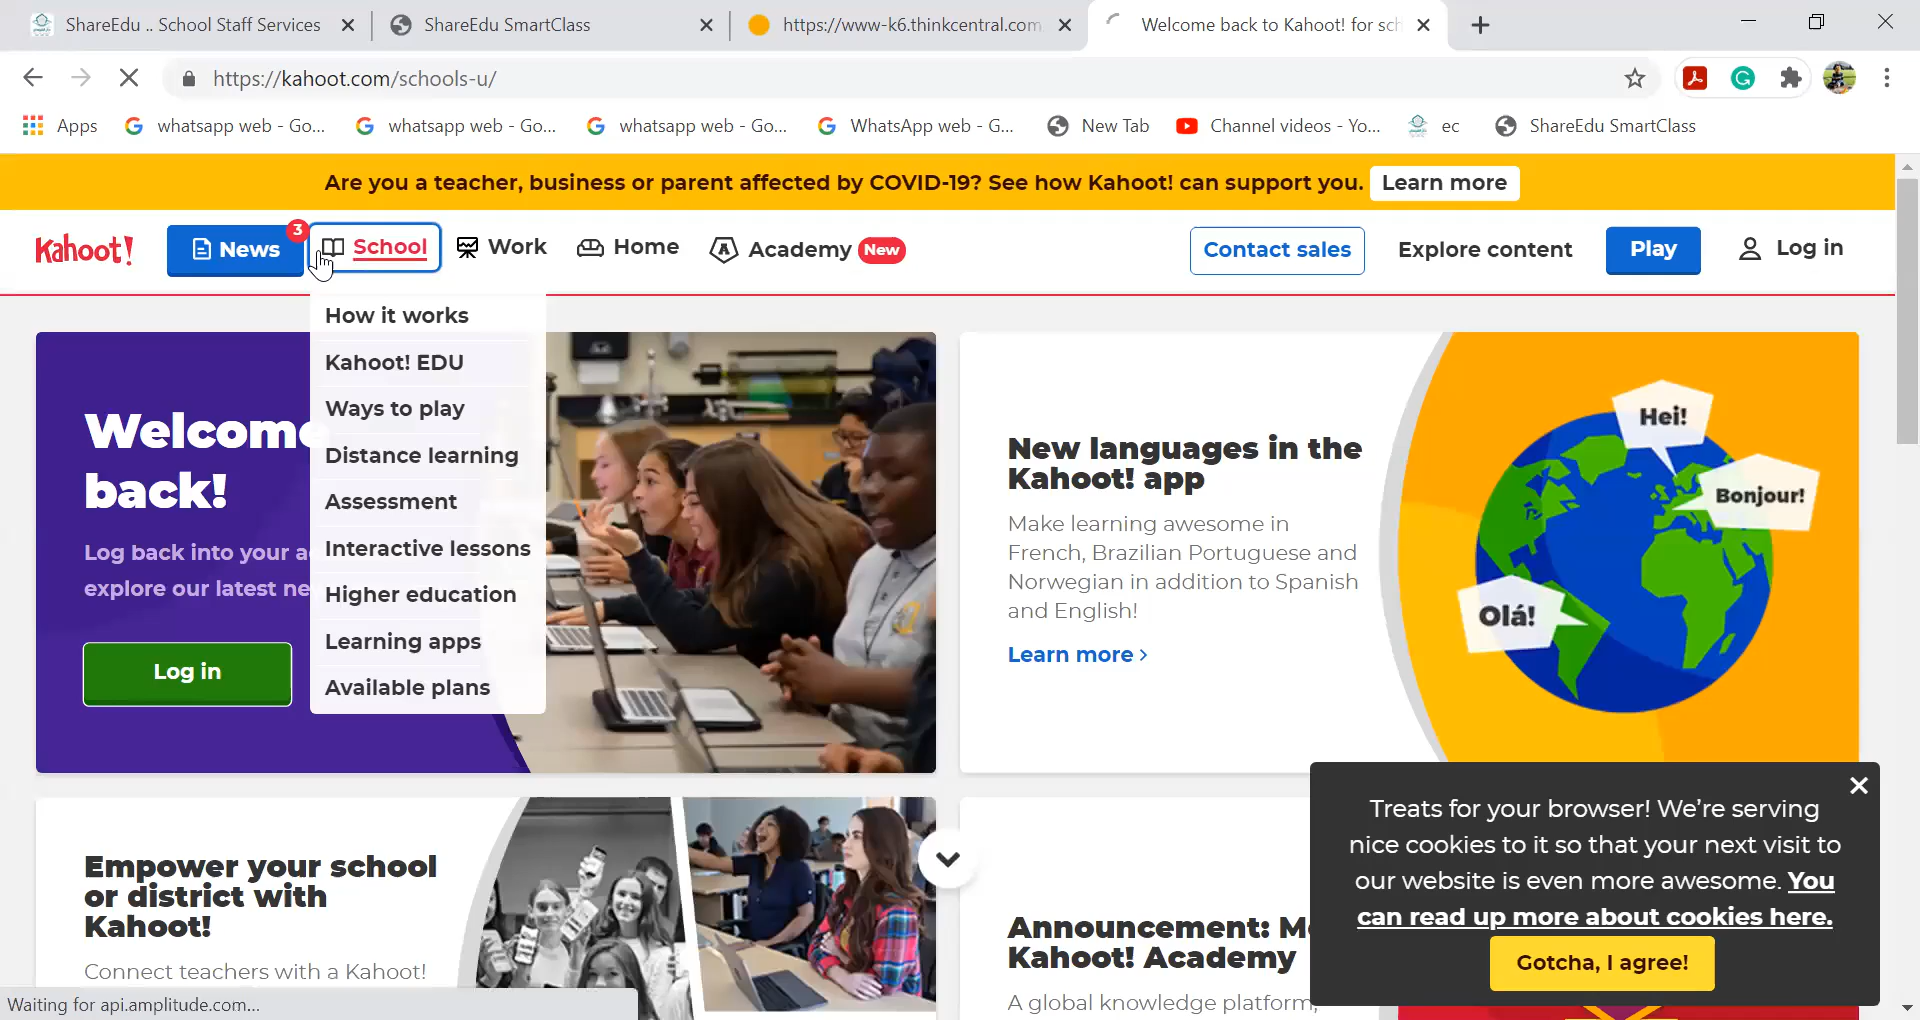 ShareEdu .. School Staff Services
ShareEdu SmartClass
https://www-k6.thinkcentral.com
Welcome back to Kahoot! for sch
https://kahoot.com/schools-u/
Apps
whatsapp web - Go...
whatsapp web - Go...
whatsapp web - Go...
WhatsApp web - G...
New Tab
Channel videos - Yo...
ec
ShareEdu SmartClass
Are you a teacher, business or parent affected by COVID-19? See how Kahoot! can support you.
Learn more
Kahoot!
News
3
School
Work
Home
Academy
New
Contact sales
Explore content
Play
Log in
How it works
Kahoot! EDU
Ways to play
Distance learning
Assessment
Interactive lessons
Higher education
Learning apps
Available plans
Welcome
back!
Log back into your a
explore our latest ne
Log in
New languages in the
Kahoot! app
Make learning awesome in
French, Brazilian Portuguese and
Norwegian in addition to Spanish
and English!
Learn more ›
Hei!
Bonjour!
Olá!
Empower your school
or district with
Kahoot!
Connect teachers with a Kahoot!
Announcement: M
Kahoot! Academy
A global knowledge platform,
Treats for your browser! We're serving
nice cookies to it so that your next visit to
our website is even more awesome. You
can read up more about cookies here.
Gotcha, I agree!
Waiting for api.amplitude.com...